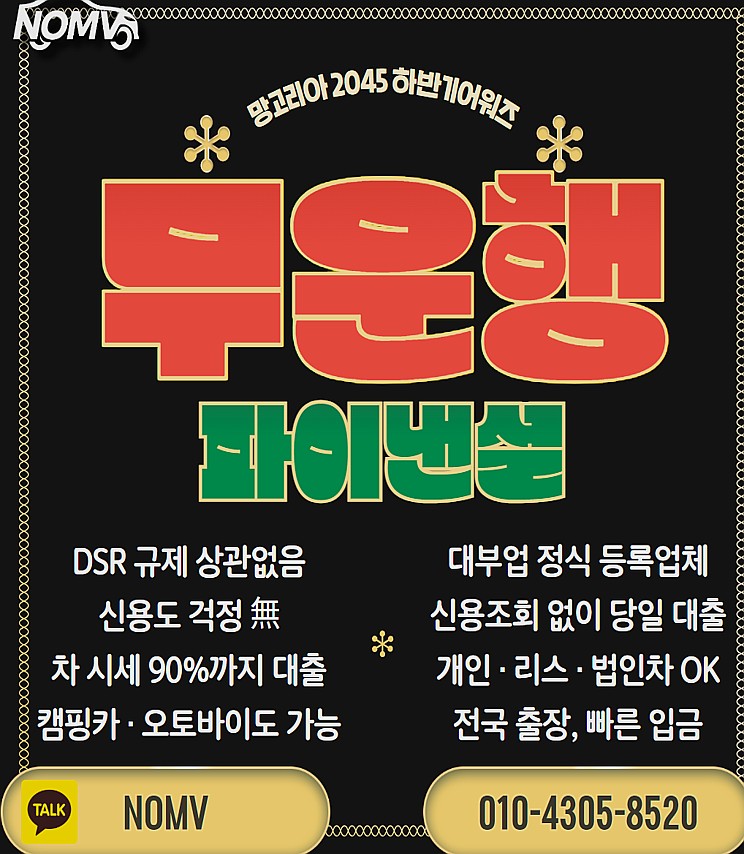 NOMV
망고리아 2045 하반기어워즈
무운행
파이낸셜
DSR 규제 상관없음
신용도 걱정 無
차 시세 90%까지 대출
캠핑카 · 오토바이도 가능
대부업 정식 등록업체
신용조회 없이 당일 대출
개인 · 리스 · 법인차 OK
전국 출장, 빠른 입금
TALK
NOMV
010-4305-8520